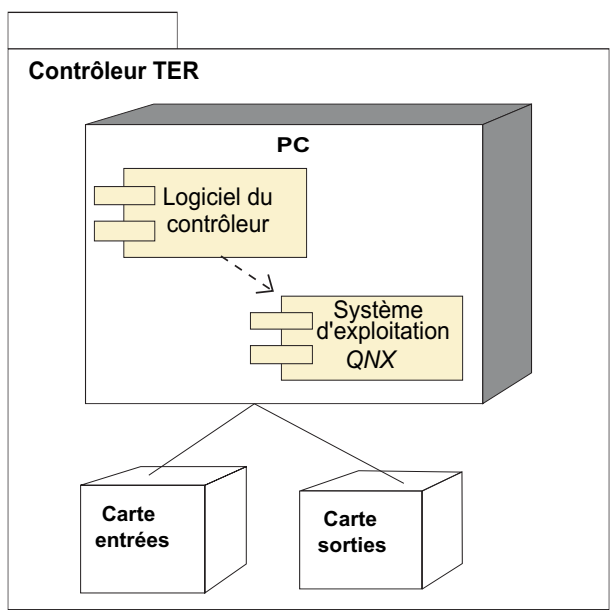 Contrôleur TER
PC
Logiciel du
contrôleur
Système
d'exploitation
QNX
Carte
entrées
Carte
sorties